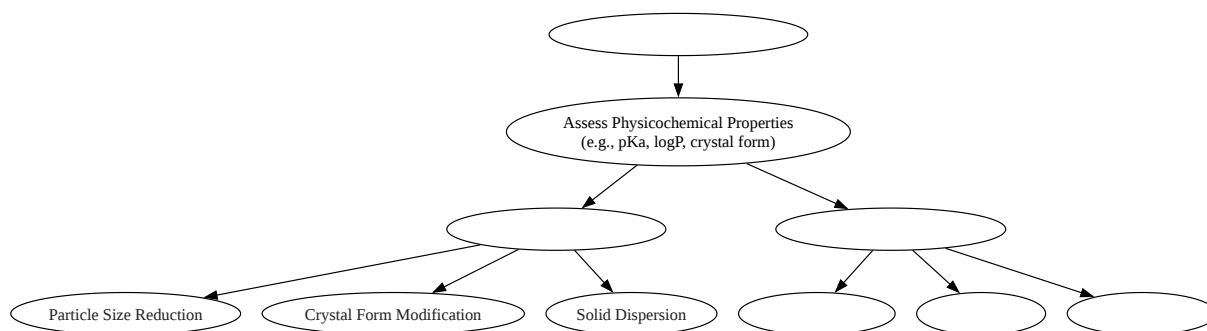 Assess Physicochemical Properties
(e.g., pKa, logP, crystal form)
Particle Size Reduction
Crystal Form Modification
Solid Dispersion